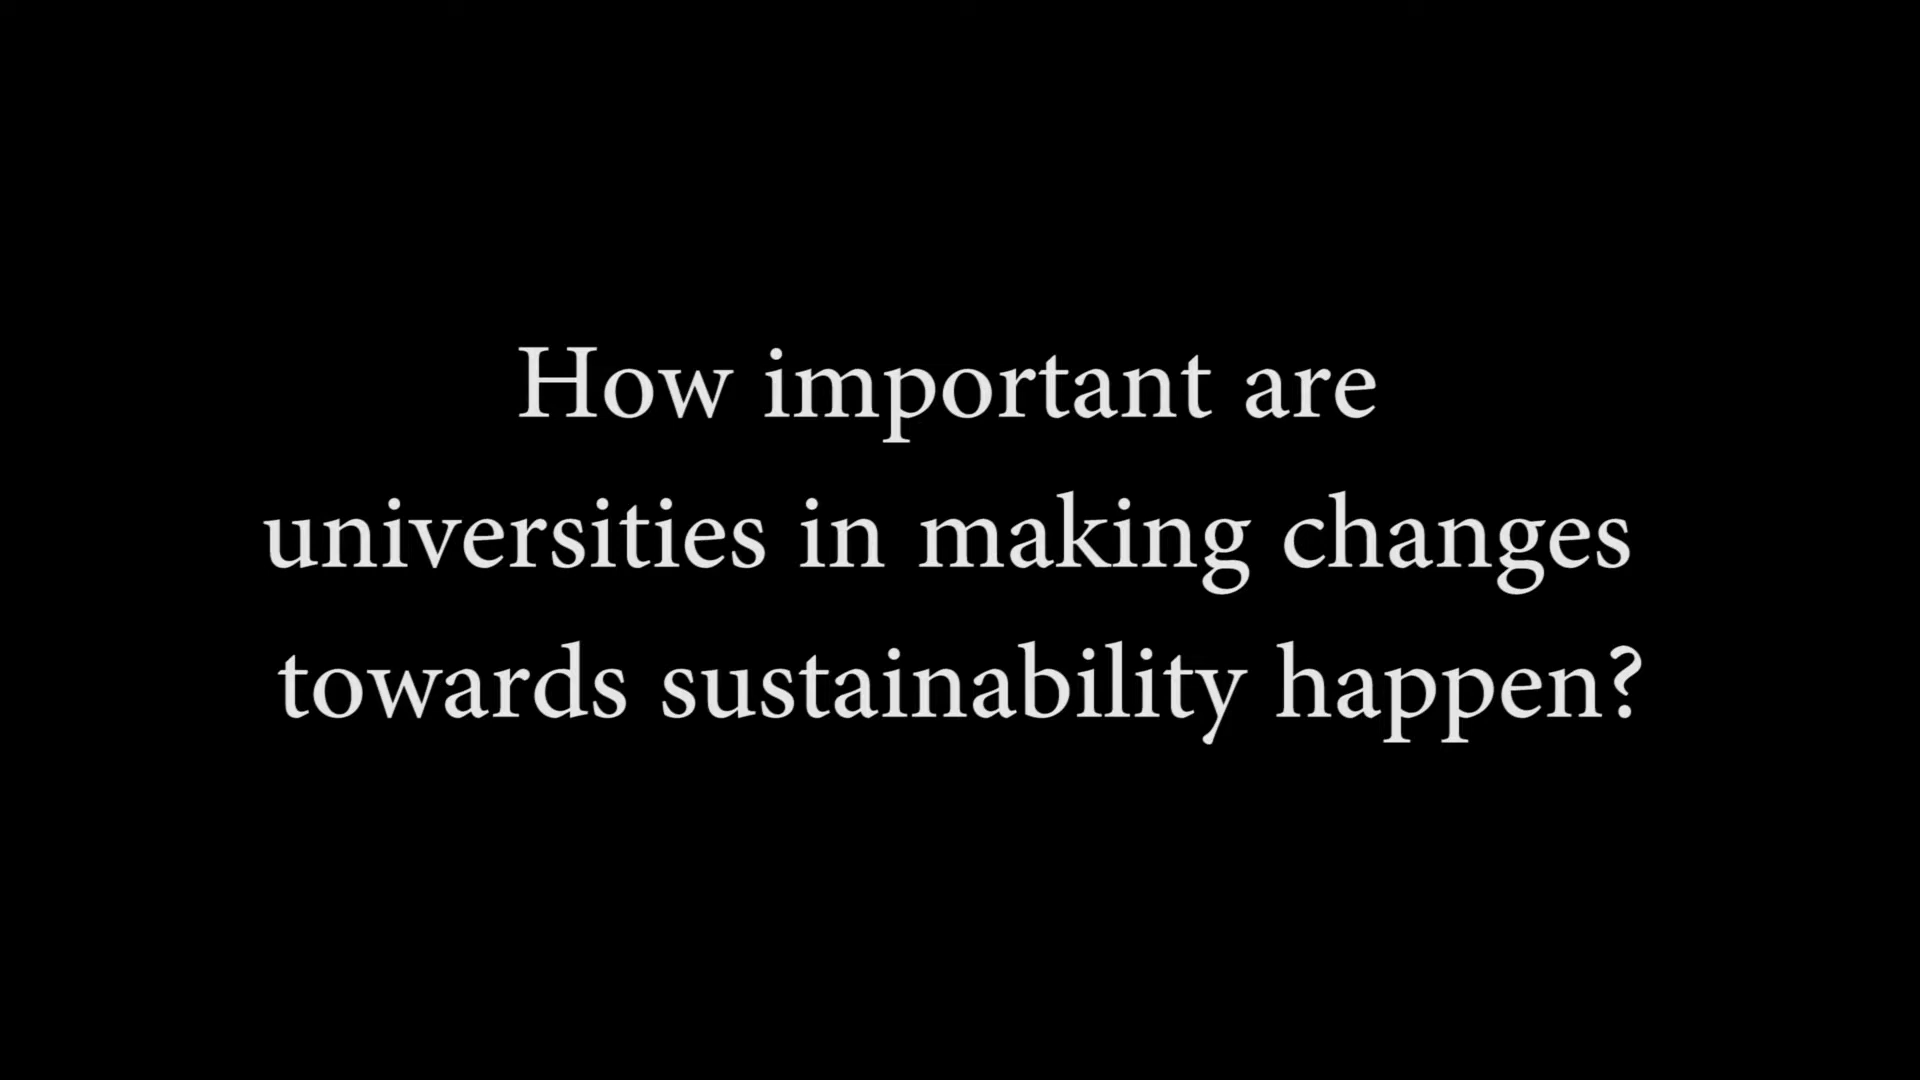 How important are
universities in making changes
towards sustainability happen?